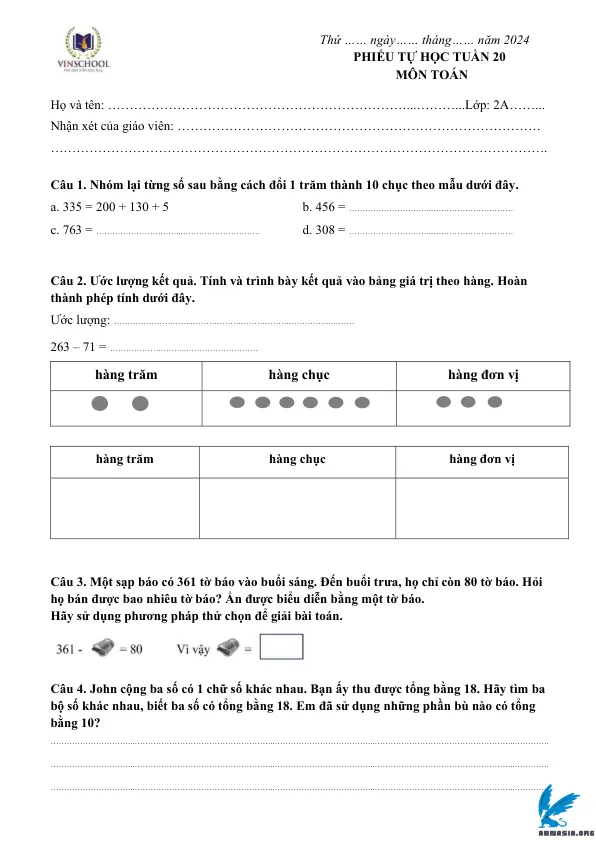 VINSCHOOL
Thứ …… ngày…… tháng…… năm 2024
PHIẾU TỰ HỌC TUẦN 20
MÔN TOÁN
Họ và tên: ……………………………………………………………...………...Lớp: 2A……...
Nhận xét của giáo viên: …………………………………………………………………………
…………………………………………………………………………………………………….
Câu 1. Nhóm lại từng số sau bằng cách đổi 1 trăm thành 10 chục theo mẫu dưới đây.
a. 335 = 200 + 130 + 5 b. 456 = ……………………………………………
c. 763 = …………………………………………… d. 308 = ……………………………………………
Câu 2. Ước lượng kết quả. Tính và trình bày kết quả vào bảng giá trị theo hàng. Hoàn
thành phép tính dưới đây.
Ước lượng: ………………………………………………………………
263 – 71 = ………………………………………
hàng trăm hàng chục hàng đơn vị
hàng trăm hàng chục hàng đơn vị
Câu 3. Một sạp báo có 361 tờ báo vào buổi sáng. Đến buổi trưa, họ chỉ còn 80 tờ báo. Hỏi
họ bán được bao nhiêu tờ báo? Ẩn được biểu diễn bằng một tờ báo.
Hãy sử dụng phương pháp thử chọn để giải bài toán.
361 - = 80 Vì vậy =
Câu 4. John cộng ba số có 1 chữ số khác nhau. Bạn ấy thu được tổng bằng 18. Hãy tìm ba
bộ số khác nhau, biết ba số có tổng bằng 18. Em đã sử dụng những phần bù nào có tổng
bằng 10?
………………………………………………………………………………………………
………………………………………………………………………………………………
………………………………………………………………………………………………
ABNASIA.ORG